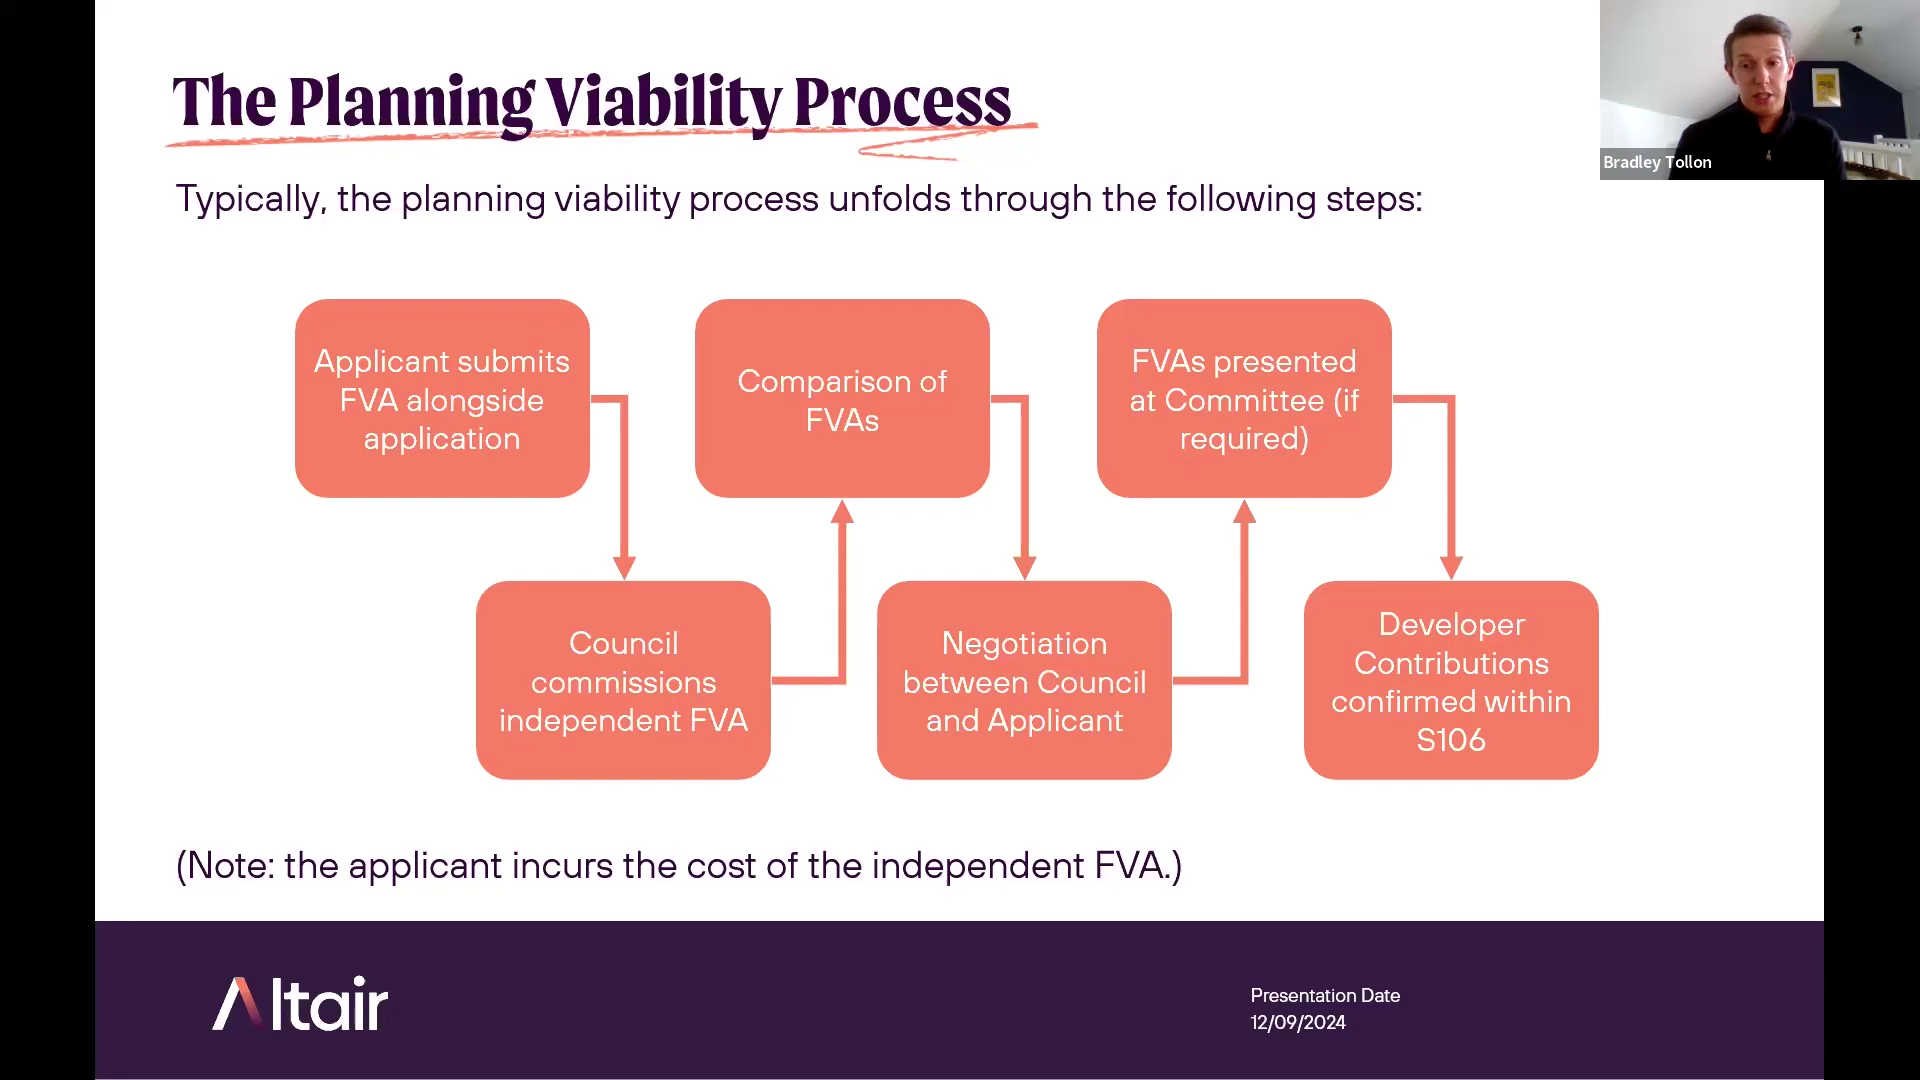 The Planning Viability Process
Bradley Tollon
Typically, the planning viability process unfolds through the following steps:
Applicant submits
FVA alongside
application
Council
commissions
independent FVA
Comparison of
FVAs
Negotiation
between Council
and Applicant
FVAs presented
at Committee (if
required)
Developer
Contributions
confirmed within
S106
(Note: the applicant incurs the cost of the independent FVA.)
Altair
Presentation Date
12/09/2024